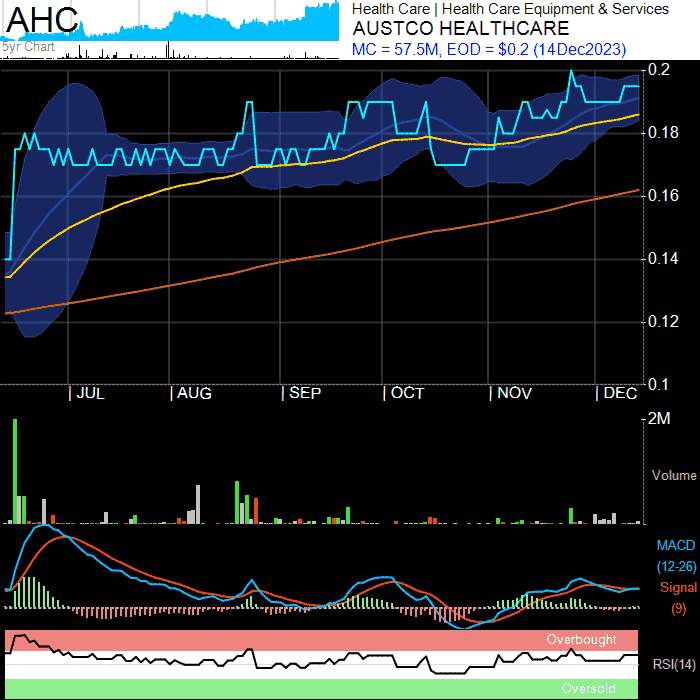 AHC
5yr Chart
Health Care | Health Care Equipment & Services
AUSTCO HEALTHCARE
MC = 57.5M, EOD = $0.2 (14Dec2023)
0.2
0.18
0.16
0.14
0.12
0.1
JUL AUG SEP OCT NOV DEC
2M
Volume
MACD
(12-26)
Signal
(9)
Overbought
RSI(14)
Oversold